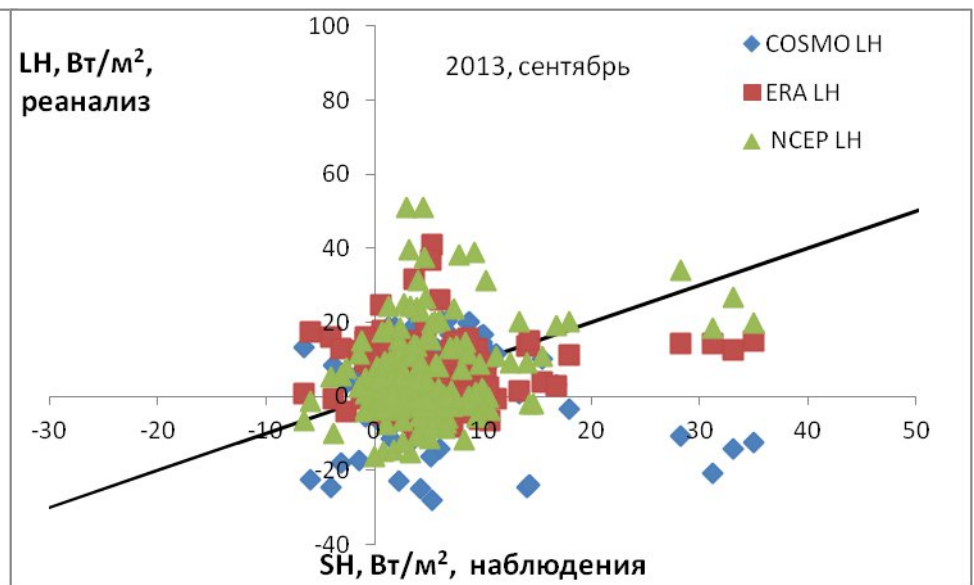 LH, Вт/м²,
реанализ
2013, сентябрь
COSMO LH
ERA LH
NCEP LH
100
80
60
40
20
0
-20
-40
-30
-20
-10
0
10
20
30
40
50
SH, Вт/м², наблюдения